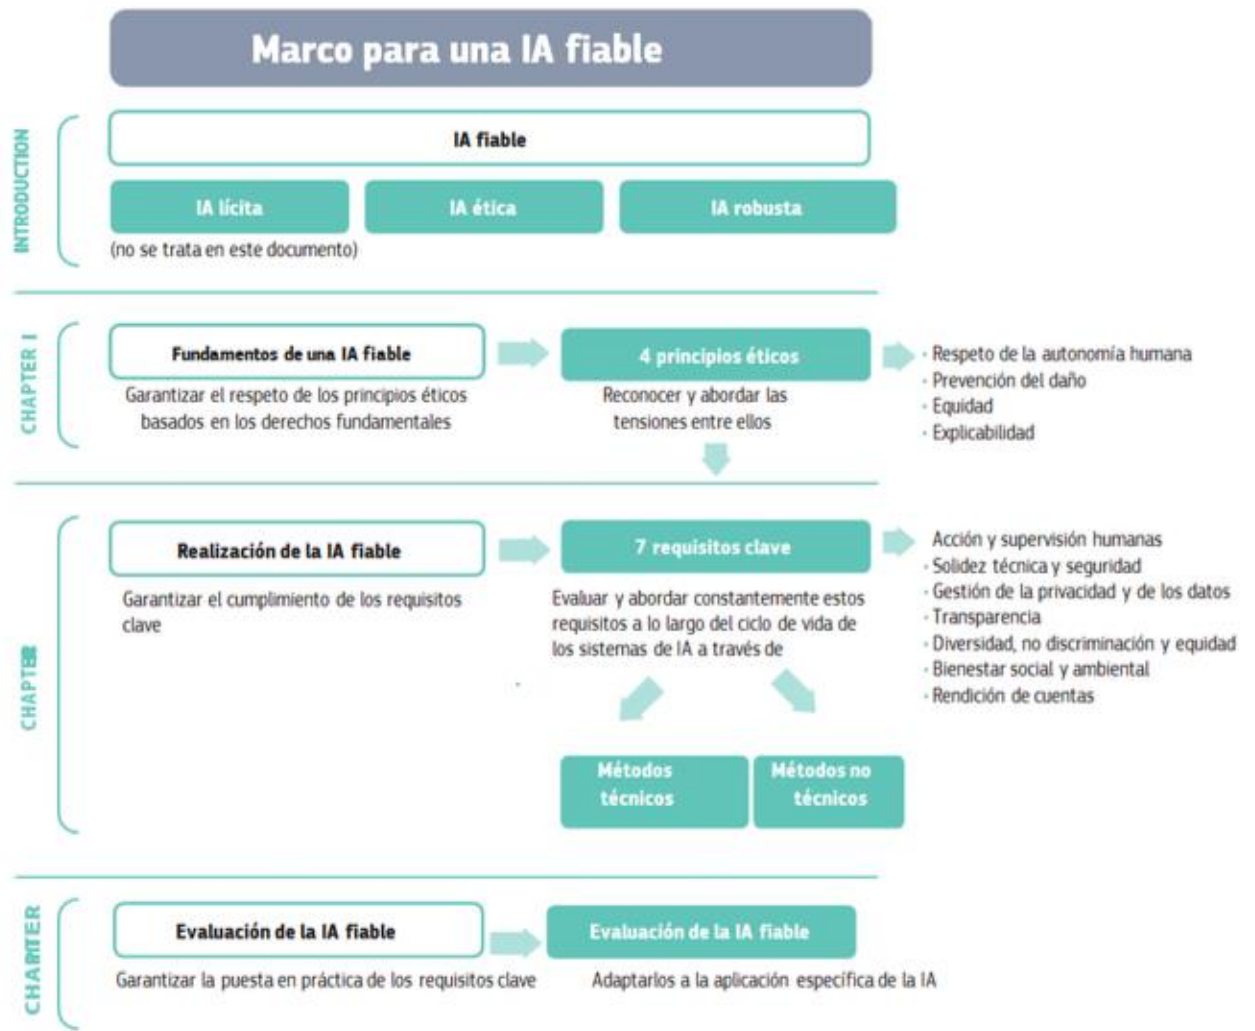 Marco para una IA fiable
INTRODUCTION
IA fiable
IA lícita
IA ética
IA robusta
(no se trata en este documento)
CHAPTER I
Fundamentos de una IA fiable
Garantizar el respeto de los principios éticos
basados en los derechos fundamentales
4 principios éticos
Reconocer y abordar las
tensiones entre ellos
· Respeto de la autonomía humana
· Prevención del daño
· Equidad
· Explicabilidad
Realización de la IA fiable
Garantizar el cumplimiento de los requisitos
clave
7 requisitos clave
Evaluar y abordar constantemente estos
requisitos a lo largo del ciclo de vida de
los sistemas de IA a través de
Acción y supervisión humanas
· Solidez técnica y seguridad
· Gestión de la privacidad y de los datos
· Transparencia
· Diversidad, no discriminación y equidad
· Bienestar social y ambiental
· Rendición de cuentas
Métodos
técnicos
Métodos no
técnicos
Evaluación de la IA fiable
Garantizar la puesta en práctica de los requisitos clave
Evaluación de la IA fiable
Adaptarlos a la aplicación específica de la IA